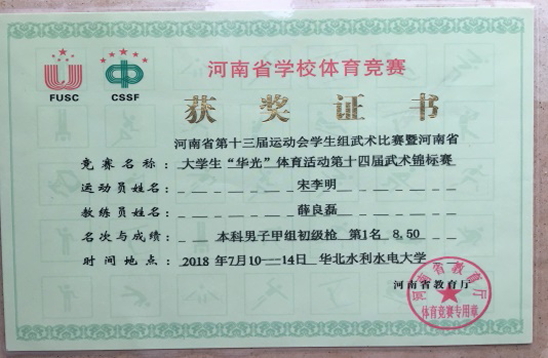 FUSC
CSSF
河南省学校体育竞赛
获奖证书
河南省第十三届运动会学生组武术比赛暨河南省
竞赛名称：大学生“华光”体育活动第十四届武术锦标赛
运动员姓名：宋李明
教练员姓名：薛良磊
名次与成绩：本科男子甲组初级枪 第1名 8.50
时间地点：2018年7月10--14日 华北水利水电大学
河南省教育厅
河南省教育厅
体育竞赛专用章